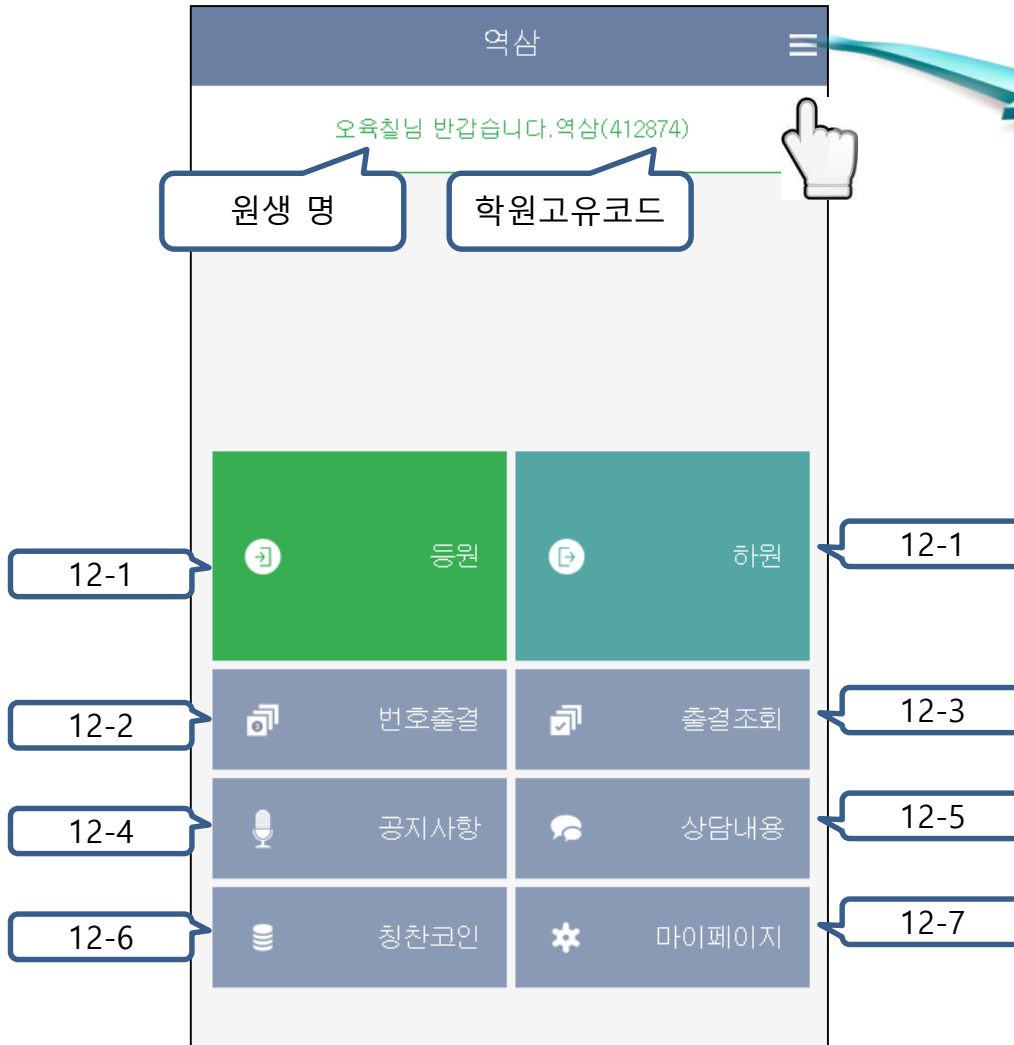 역삼
오육칠님 반갑습니다.역삼(412874)
원생 명
학원고유코드
12-1
등원
하원
12-1
12-2
번호출결
출결조회
12-3
12-4
공지사항
상담내용
12-5
12-6
칭찬코인
마이페이지
12-7